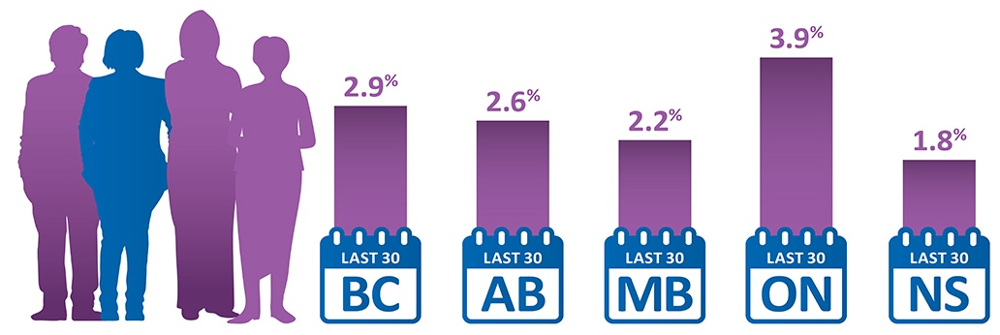 2.9%
LAST 30
BC
2.6%
LAST 30
AB
2.2%
LAST 30
MB
3.9%
LAST 30
ON
1.8%
LAST 30
NS